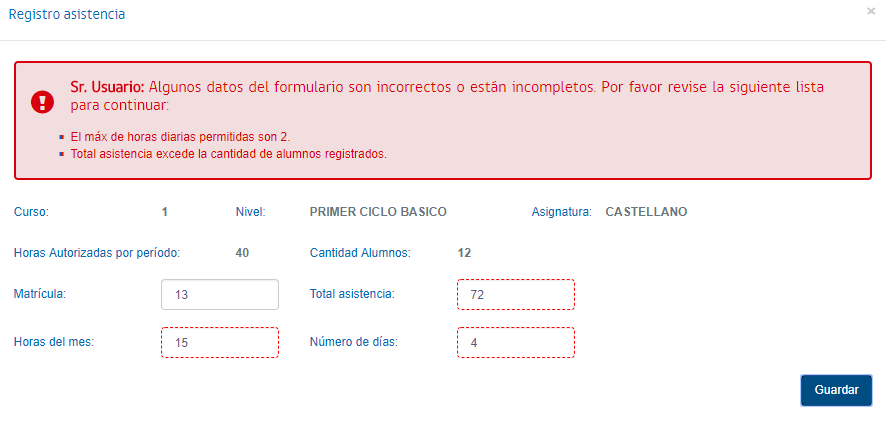 Registro asistencia
×
Sr. Usuario: Algunos datos del formulario son incorrectos o están incompletos. Por favor revise la siguiente lista
para continuar:
El máx de horas diarias permitidas son 2.
Total asistencia excede la cantidad de alumnos registrados.
Curso: 1 Nivel: PRIMER CICLO BASICO Asignatura: CASTELLANO
Horas Autorizadas por período: 40 Cantidad Alumnos: 12
Matrícula: 13 Total asistencia: 72
Horas del mes: 15 Número de días: 4
Guardar